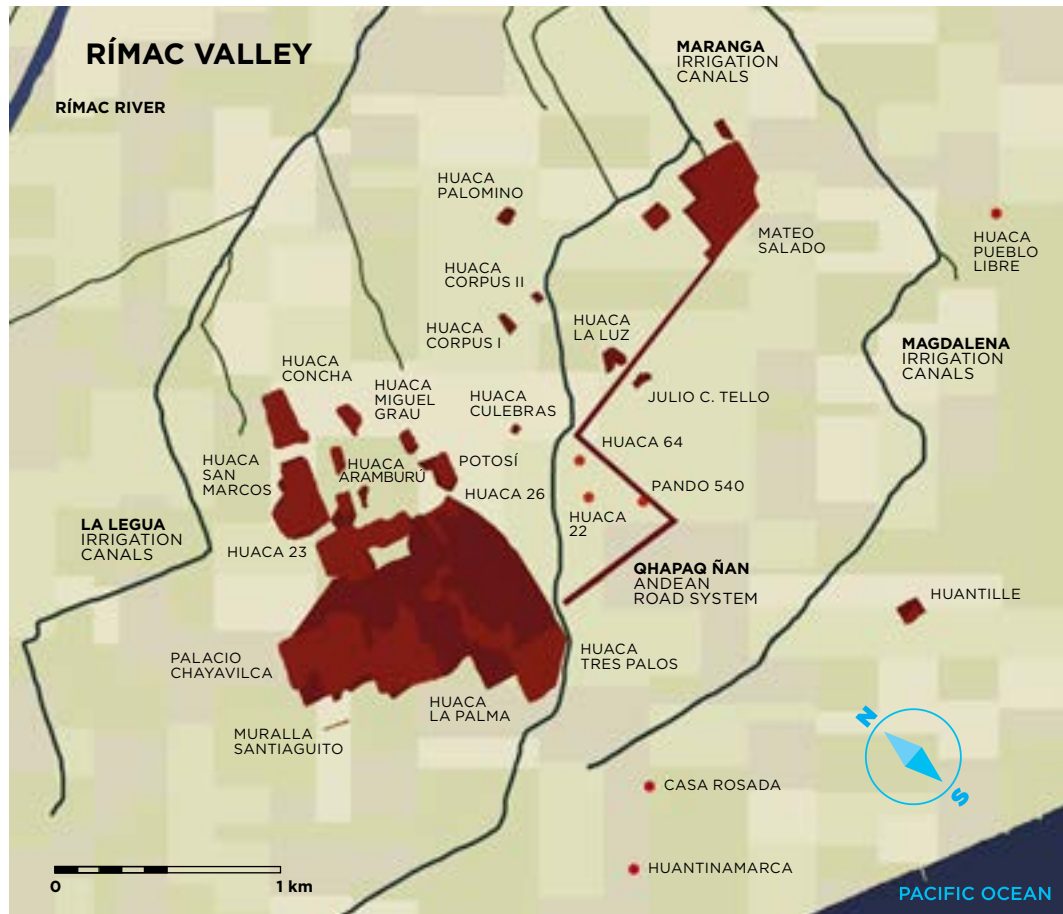 RÍMAC VALLEY
RÍMAC RIVER
MARANGA
IRRIGATION
CANALS
HUACA
PALOMINO
MATEO
SALADO
HUACA
PUEBLO
LIBRE
HUACA
CORPUS II
HUACA
CORPUS I
HUACA
LA LUZ
MAGDALENA
IRRIGATION
CANALS
HUACA
CONCHA
HUACA
MIGUEL
GRAU
HUACA
CULEBRAS
JULIO C. TELLO
HUACA 64
HUACA
SAN
MARCOS
HUACA
ARAMBURÚ
POTOSÍ
HUACA 26
PANDO 540
HUACA
22
LA LEGUA
IRRIGATION
CANALS
HUACA 23
QHAPAQ ÑAN
ANDEAN
ROAD SYSTEM
HUANTILLE
PALACIO
CHAYAVILCA
HUACA
TRES PALOS
HUACA
LA PALMA
MURALLA
SANTIAGUITO
N
S
CASA ROSADA
HUANTINAMARCA
0
1 km
PACIFIC OCEAN